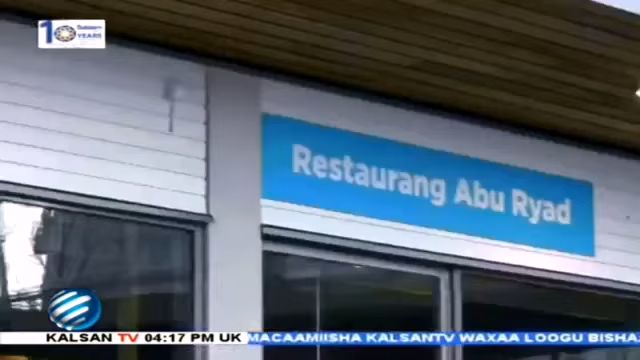 10
YEARS
Restaurang Abu Ryad
KALSAN TV 04:17 PM UK MACAAMIISHA KALSANTV WAXAA LOOGU BISHA